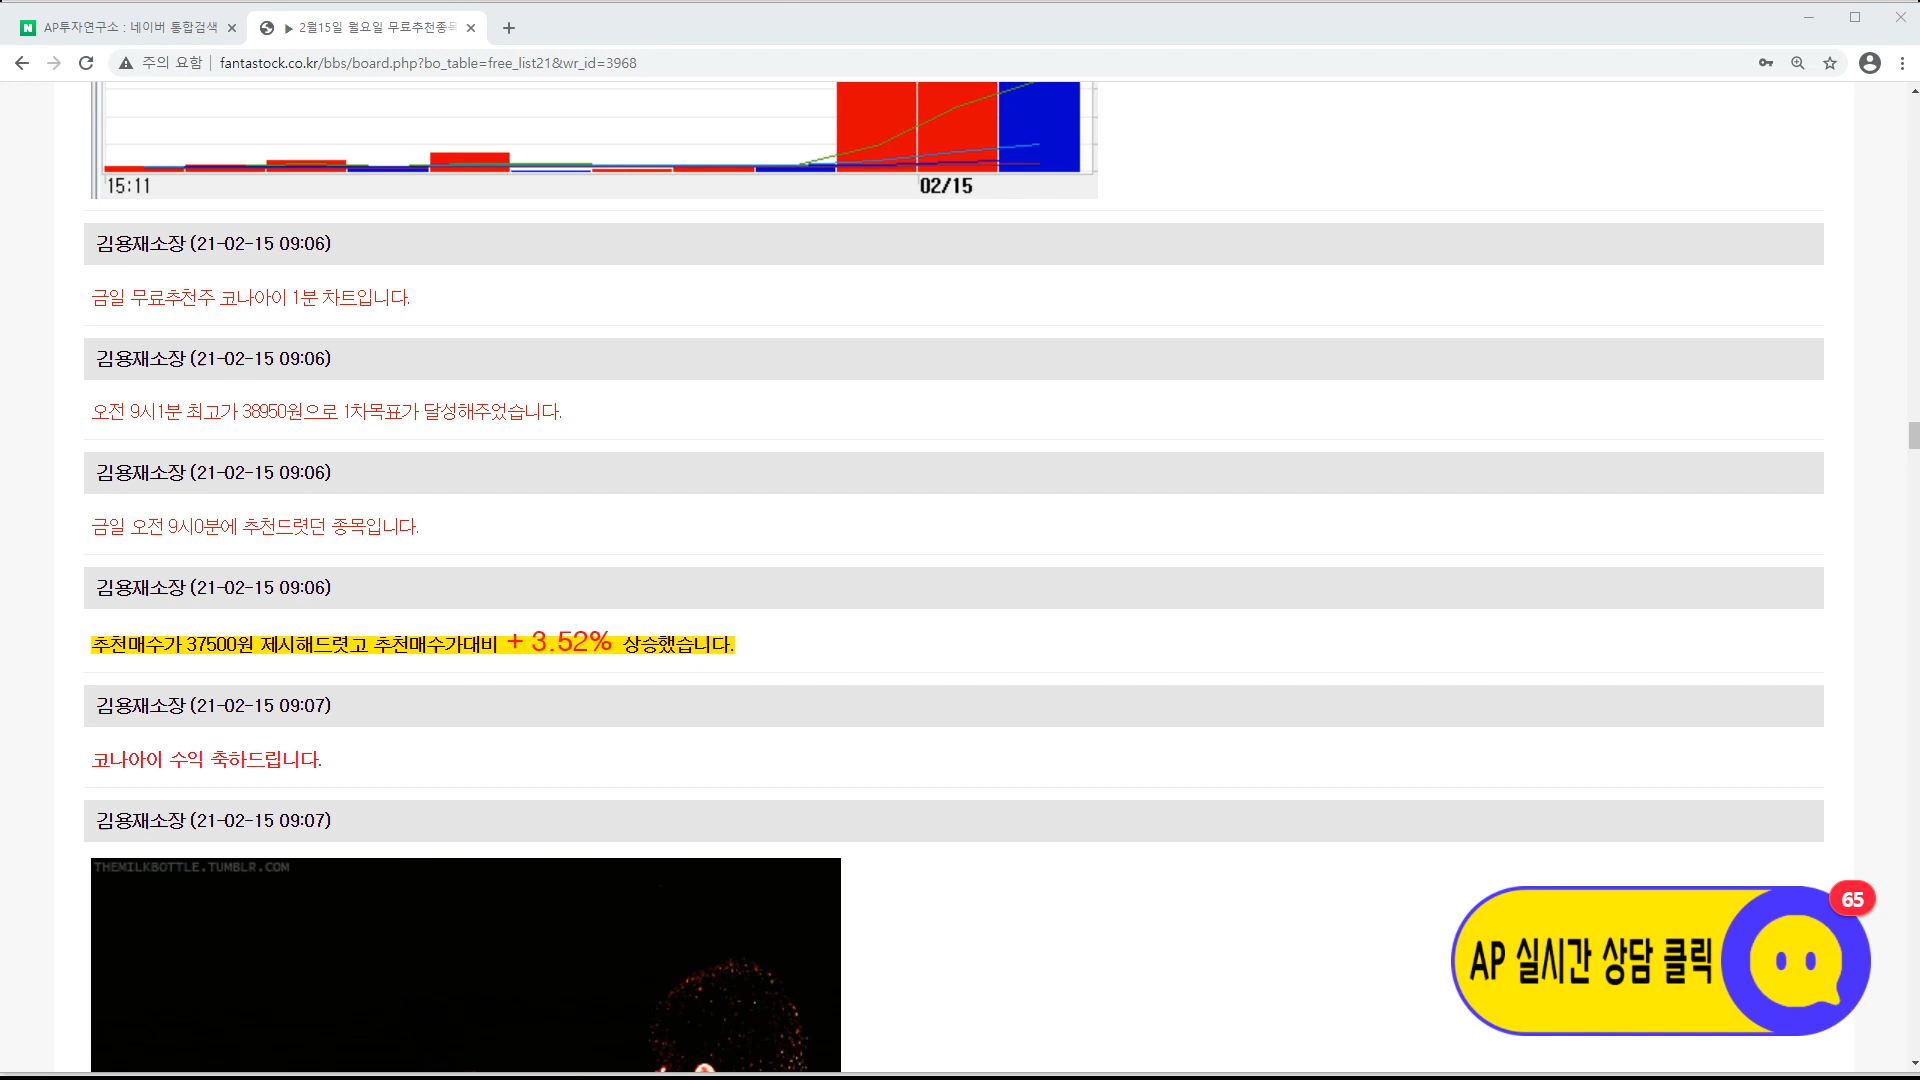 AP투자연구소 : 네이버 통합검색
▶ 2월15일 월요일 무료추천종목
주의 요함
fantastock.co.kr/bbs/board.php?bo_table=free_list21&wr_id=3968
15:11 02/15
김용재소장 (21-02-15 09:06)
금일 무료추천주 코나아이 1분 차트입니다.
김용재소장 (21-02-15 09:06)
오전 9시1분 최고가 38950원으로 1차목표가 달성해주었습니다.
김용재소장 (21-02-15 09:06)
금일 오전 9시0분에 추천드렷던 종목입니다.
김용재소장 (21-02-15 09:06)
추천매수가 37500원 제시해드렷고 추천매수가대비 + 3.52% 상승했습니다.
김용재소장 (21-02-15 09:07)
코나아이 수익 축하드립니다.
김용재소장 (21-02-15 09:07)
THEMILKBOTTLE.TUMBLR.COM
65
AP 실시간 상담 클릭